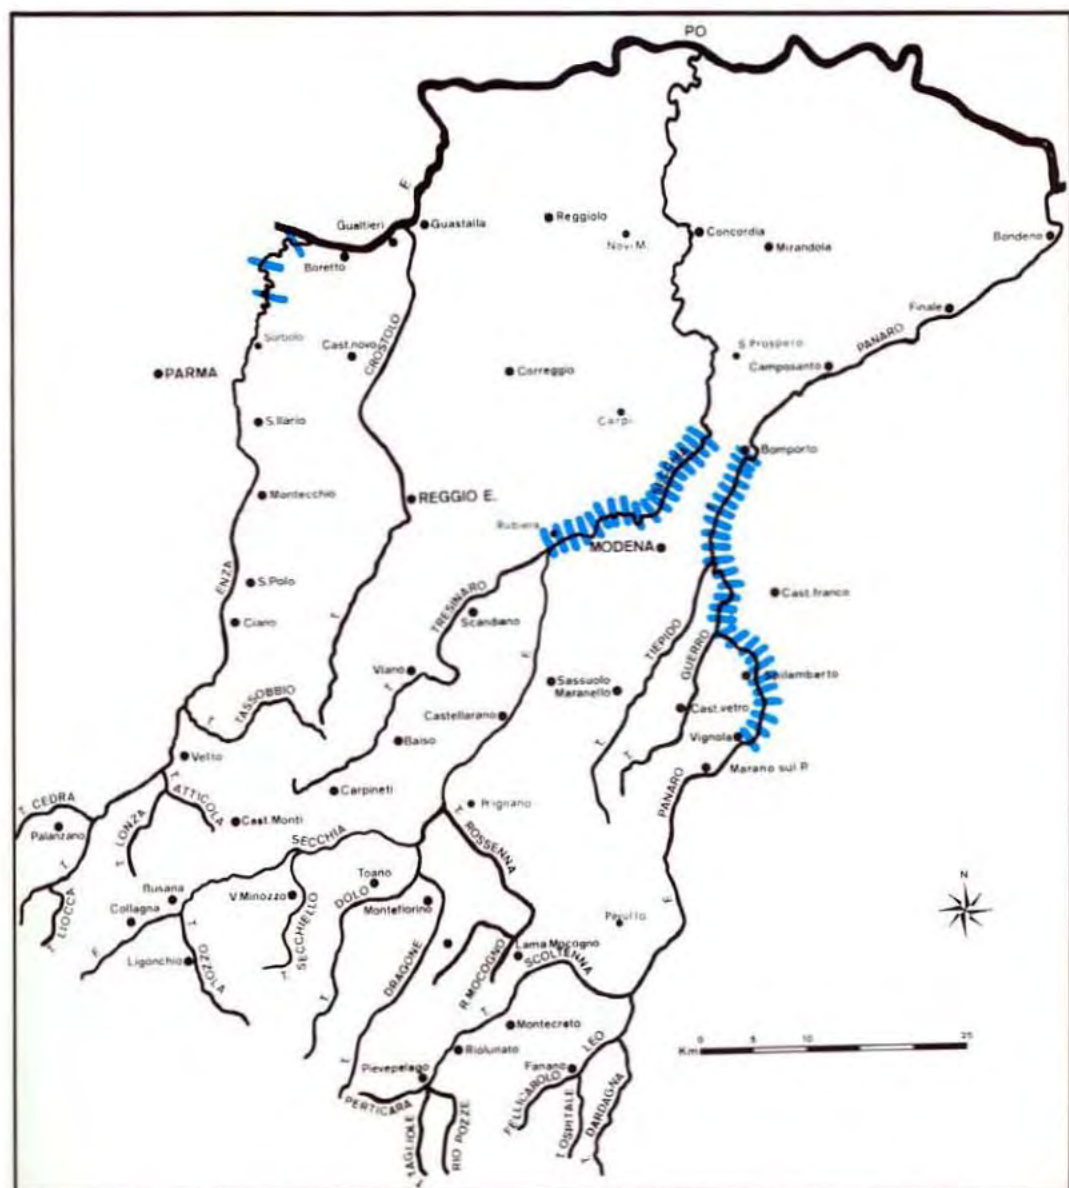 PO
F.
Gualtieri
Guastalla
Reggiolo
Novi M.
Concordia
Mirandola
Bondeno
Boretto
Finale
PANARO
Sorbolo
Cast.novo
CROSTOLO
S.Prospero
Camposanto
PARMA
Correggio
Carpi
S.Ilario
Bomporto
Montecchio
REGGIO E.
Rubiera
MODENA
ENZA
S.Polo
TRESINARO
Cast.franco
Ciano
T.
Scandiano
F.
TIEPIDO
GUERRO
Viano
T.
Sassuolo
Maranello
Spilamberto
TASSOBBIO
T.
Castellarano
Cast.vetro
Baiso
Vignola
Vetto
T.
T.
Marano sul P.
T. CEDRA
T. ATTICOLA
Carpineti
PANARO
Palanzano
T. LONZA
Cast.Monti
Prignano
T. ROSSENNA
SECCHIA
T.
T. LIOCCA
Busana
Collagna
V.Minozzo
Toano
DOLO
Montefiorino
F.
F.
T. OZZOLA
T. SECCHIELLO
Ligonchio
DRAGONE
R.MOCOGNO
Lama Mocogno
SCOLTENNA
N
T.
T.
Montecreto
T.
Riolunato
LEO
0 5 10 25
Km
Pievepelago
Fanano
PERTICARA
T.
TAGLIOLE
RIO POZZE
FELLICAROLO
T OSPITALE
T. DARDAGNA